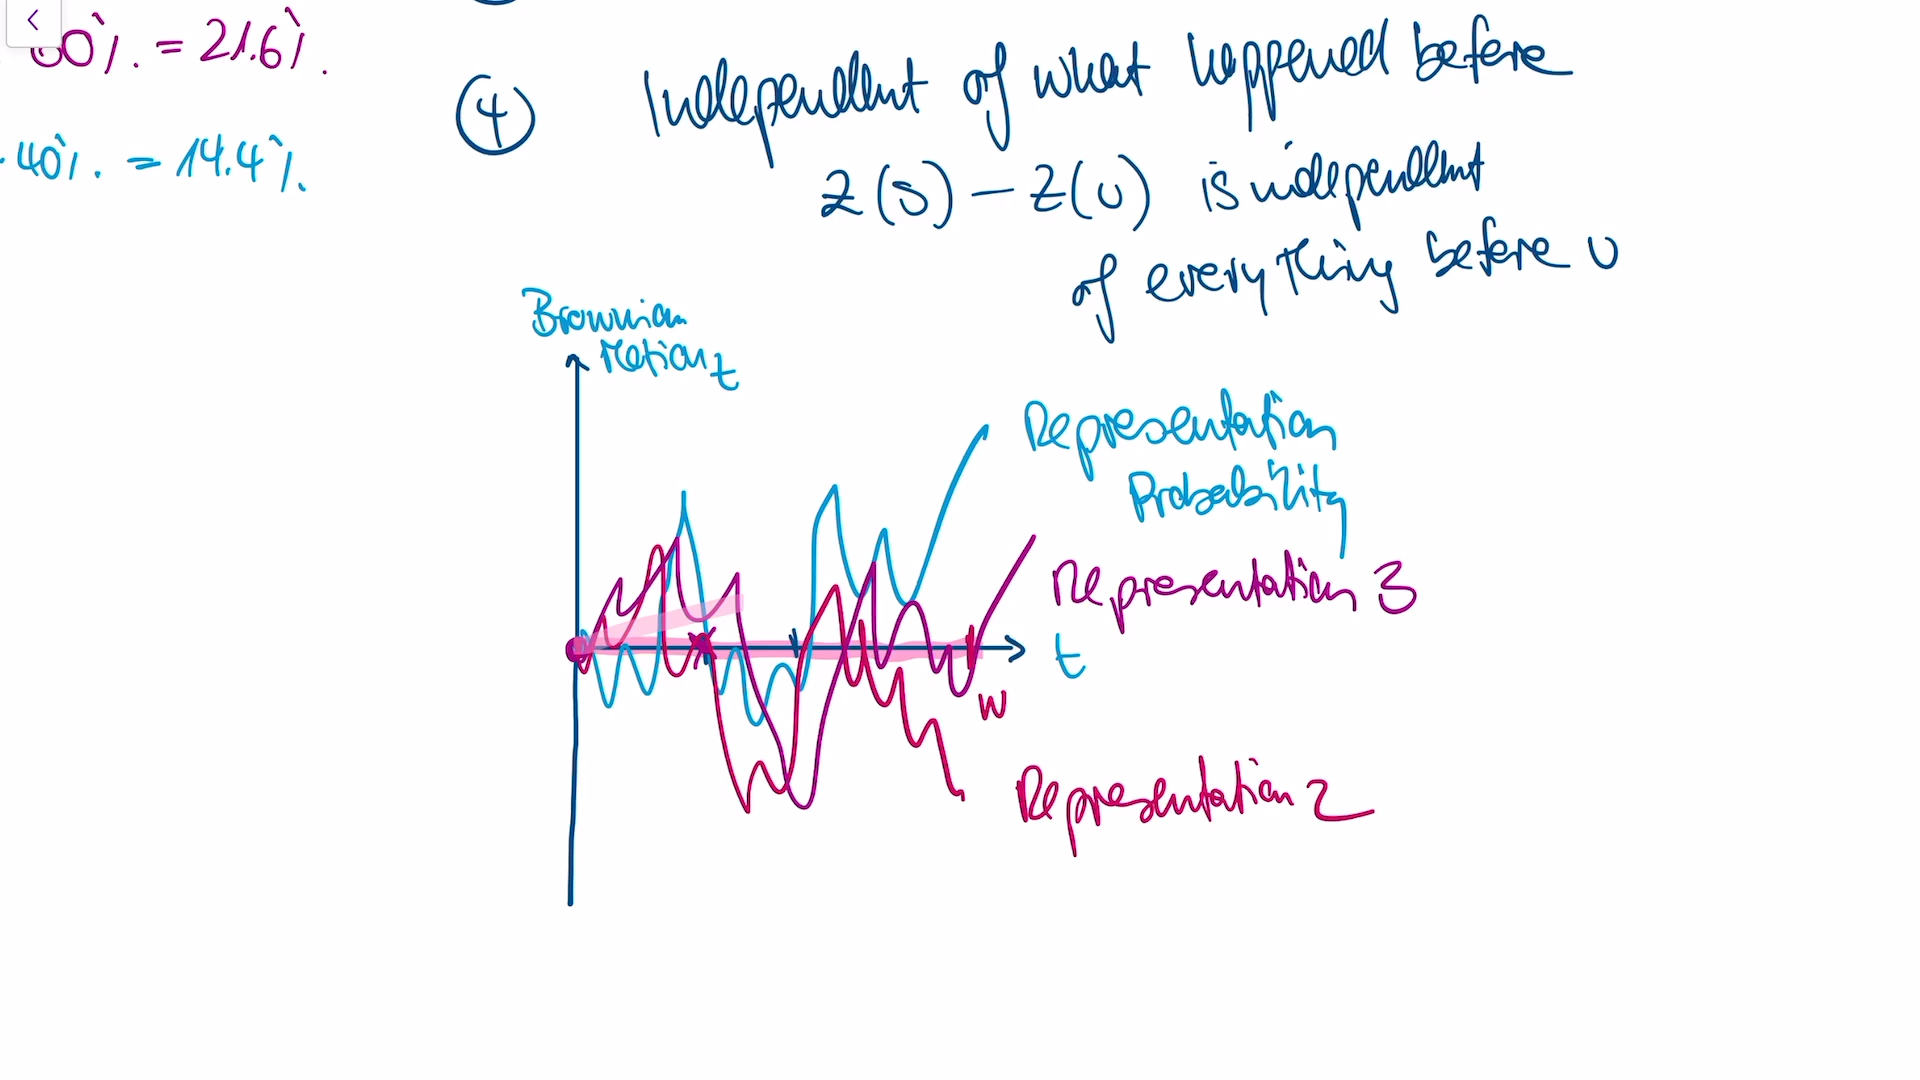 60%. = 21.6%.
. 40%. = 14.4%.
4 Independent of what happened before
Z(s) - Z(u) is independent
of everything before u
Brownian
Motion t
Representation
Probability
Representation 3
t
w
Representation 2